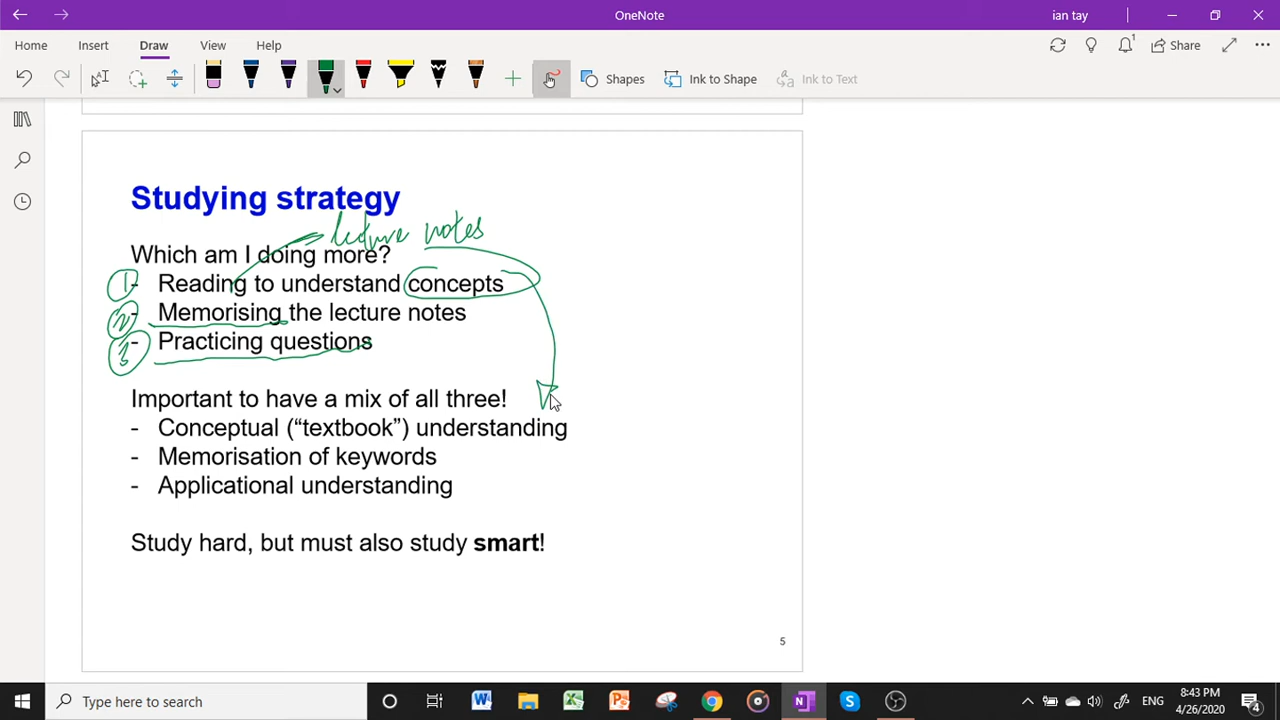 OneNote
ian tay
Home
Insert
Draw
View
Help
Share
Shapes
Ink to Shape
Ink to Text
Studying strategy
lecture notes
Which am I doing more?
1 - Reading to understand concepts
2 - Memorising the lecture notes
3 - Practicing questions
Important to have a mix of all three!
- Conceptual (“textbook”) understanding
- Memorisation of keywords
- Applicational understanding
Study hard, but must also study smart!
5
Type here to search
ENG
8:43 PM
4/26/2020
4